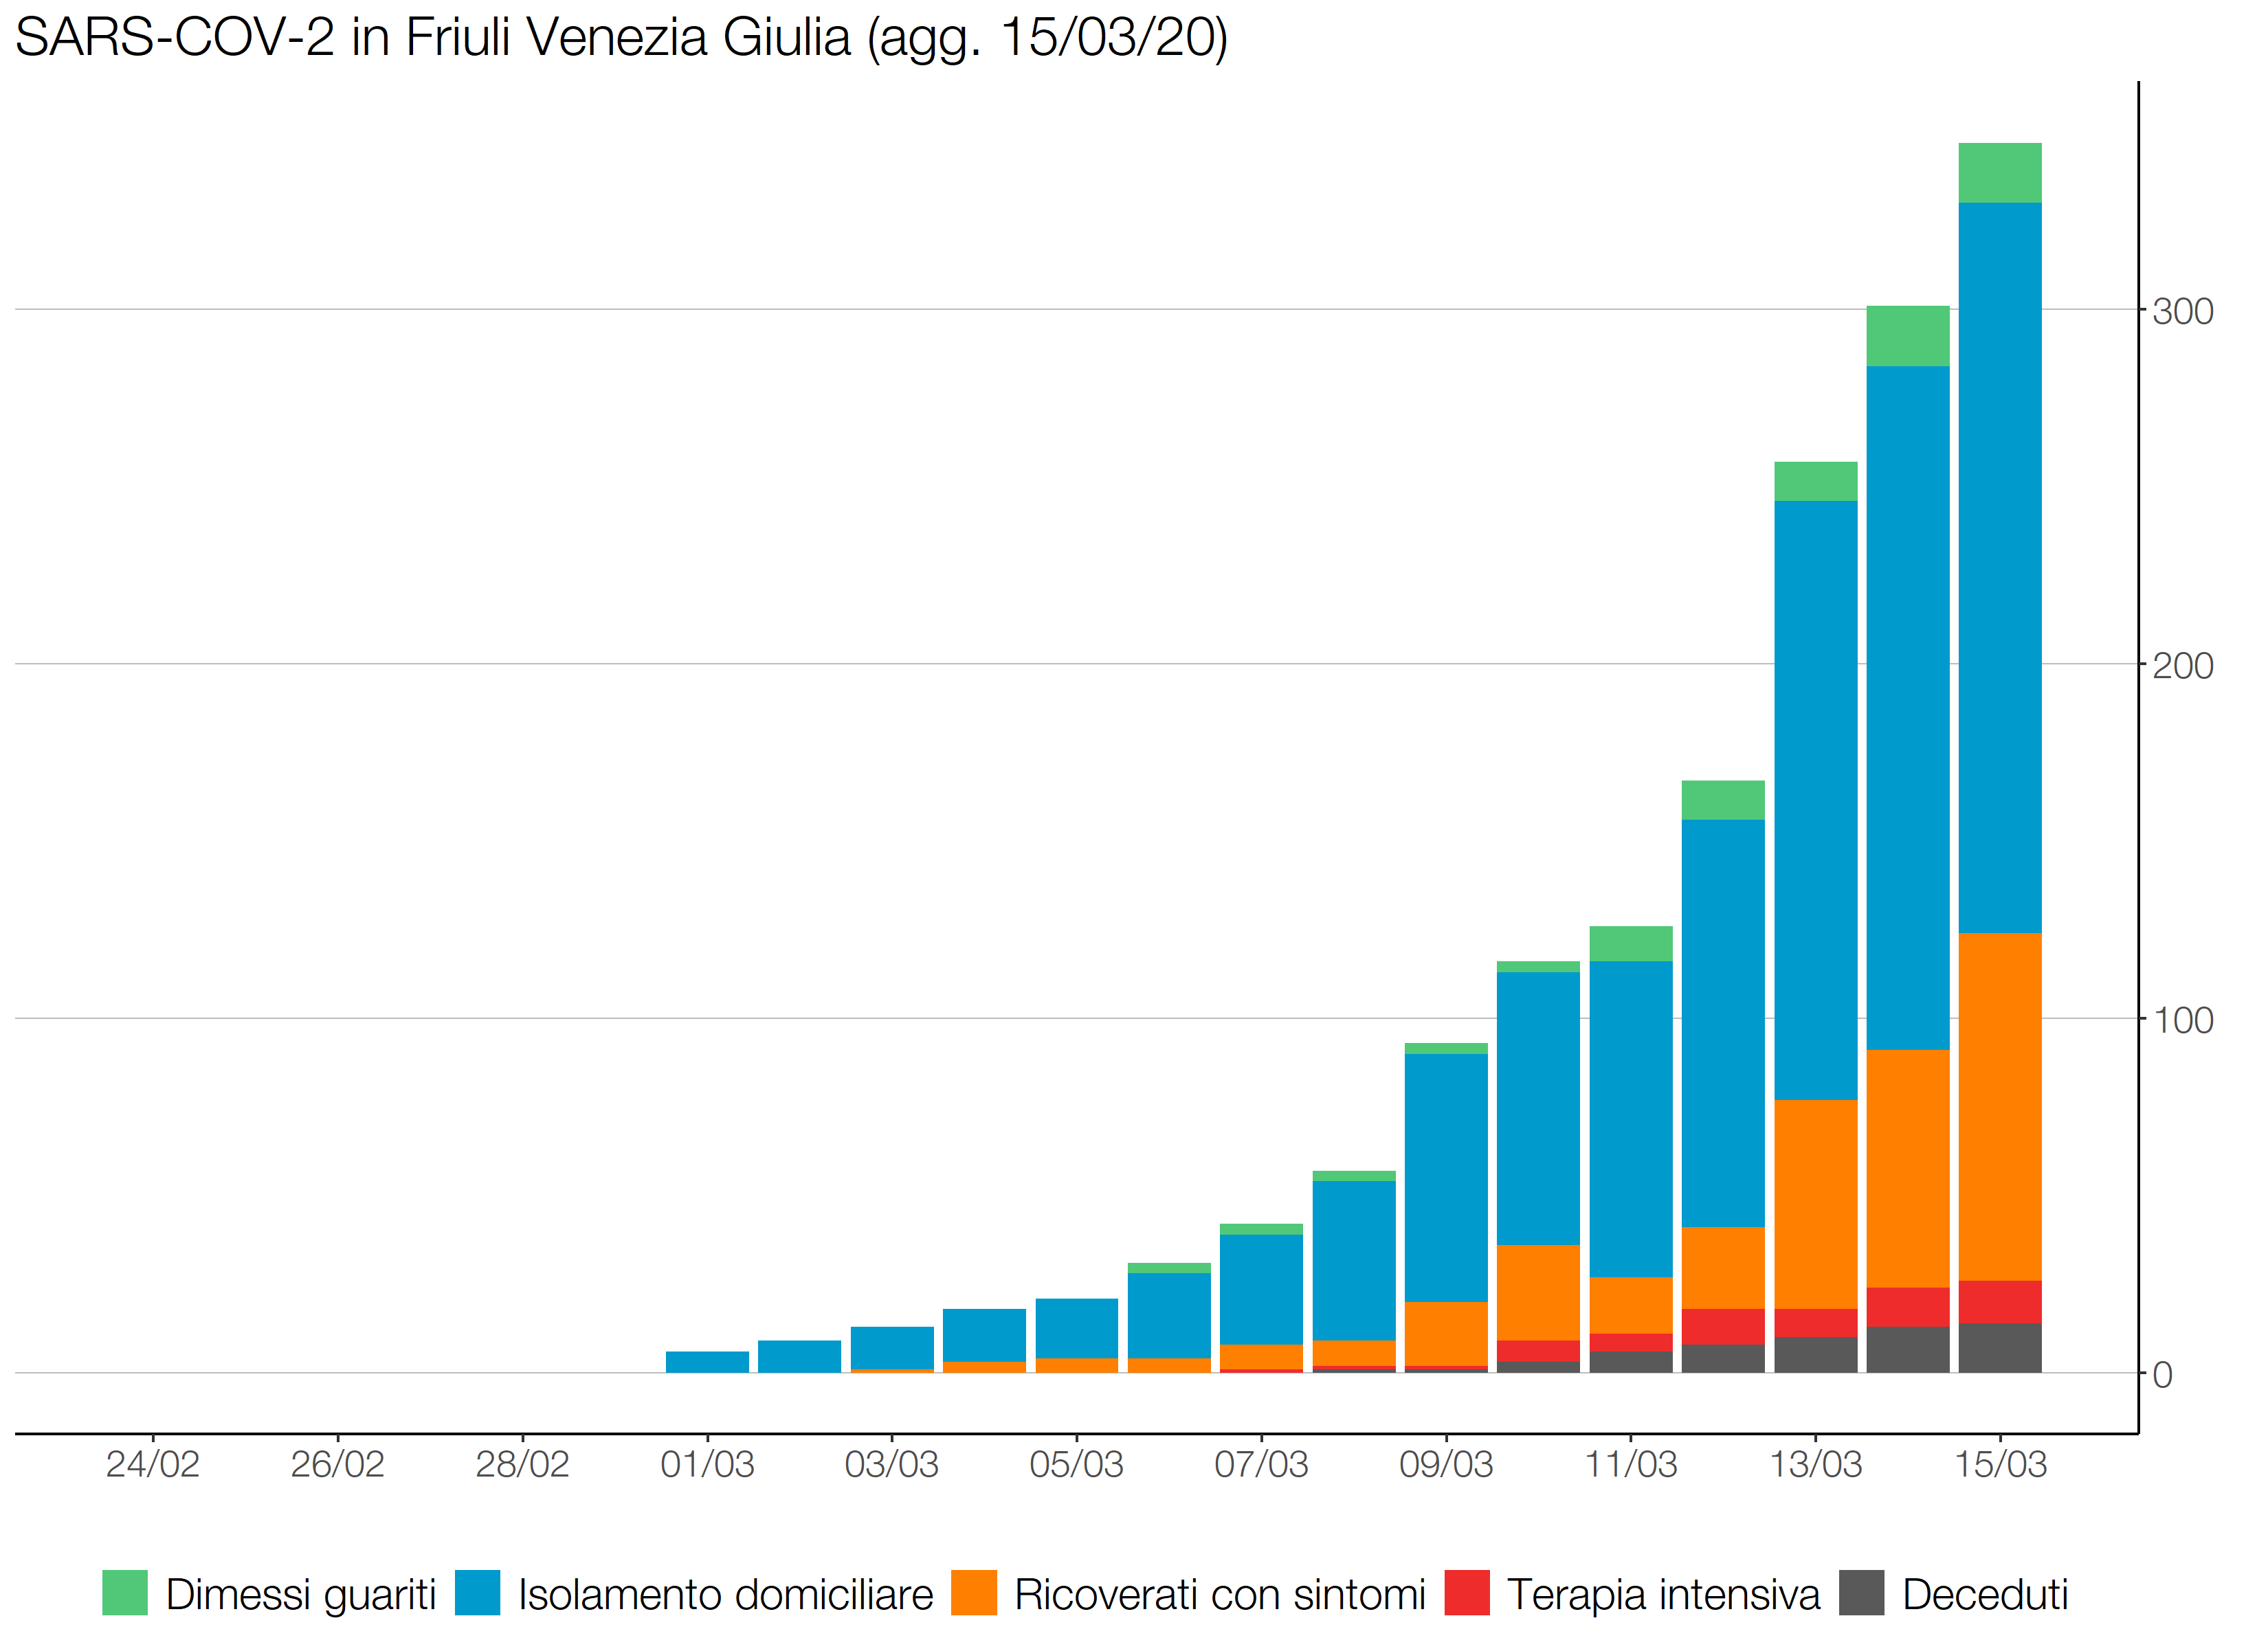 SARS-COV-2 in Friuli Venezia Giulia (agg. 15/03/20)
300
200
100
0
24/02 26/02 28/02 01/03 03/03 05/03 07/03 09/03 11/03 13/03 15/03
Dimessi guariti Isolamento domiciliare Ricoverati con sintomi Terapia intensiva Deceduti